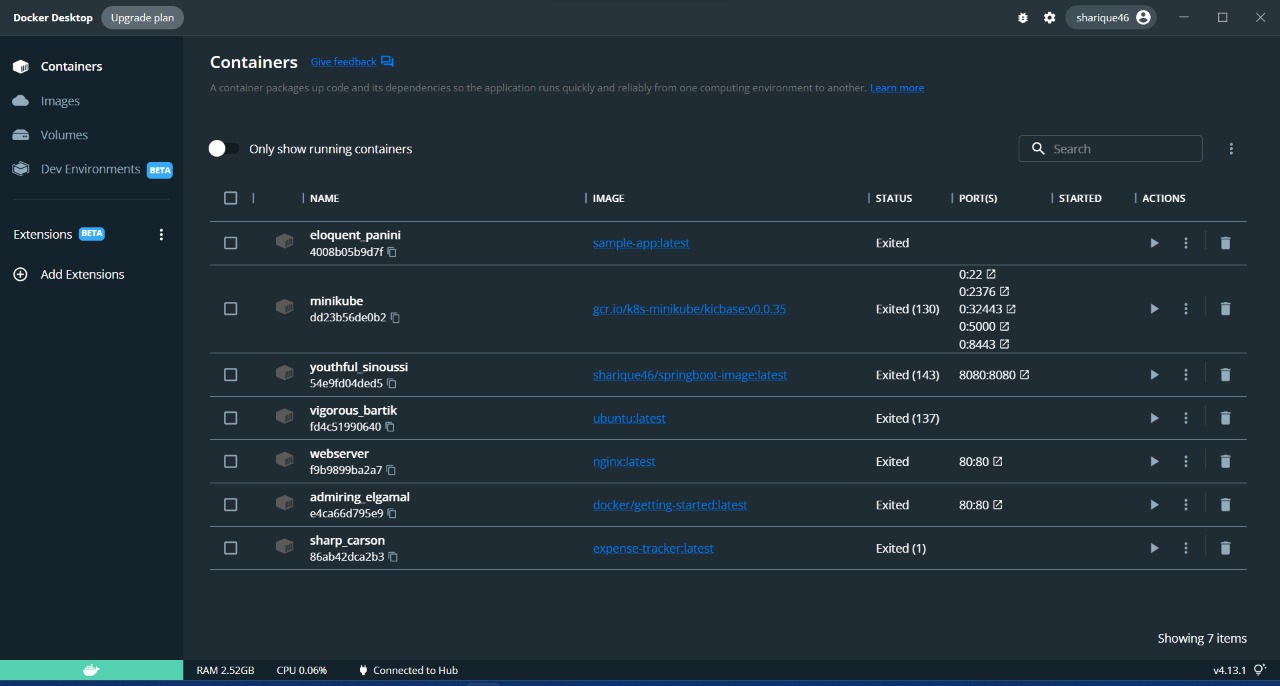 Docker Desktop Upgrade plan sharique46
Containers
Images
Volumes
Dev Environments BETA
Extensions BETA
Add Extensions
Containers Give feedback
A container packages up code and its dependencies so the application runs quickly and reliably from one computing environment to another. Learn more
Only show running containers Search
NAME IMAGE STATUS PORT(S) STARTED ACTIONS
eloquent_panini sample-app:latest Exited
4008b05b9d7f
minikube gcr.io/k8s-minikube/kicbase:v0.0.35 Exited (130)
dd23b56de0b2
0:22
0:2376
0:32443
0:5000
0:8443
youthful_sinoussi sharique46/springboot-image:latest Exited (143) 8080:8080
54e9fd04ded5
vigorous_bartik ubuntu:latest Exited (137)
fd4c51990640
webserver nginx:latest Exited 80:80
f9b9899ba2a7
admiring_elgamal docker/getting-started:latest Exited 80:80
e4ca66d795e9
sharp_carson expense-tracker:latest Exited (1)
86ab42dca2b3
Showing 7 items
RAM 2.52GB CPU 0.06% Connected to Hub v4.13.1